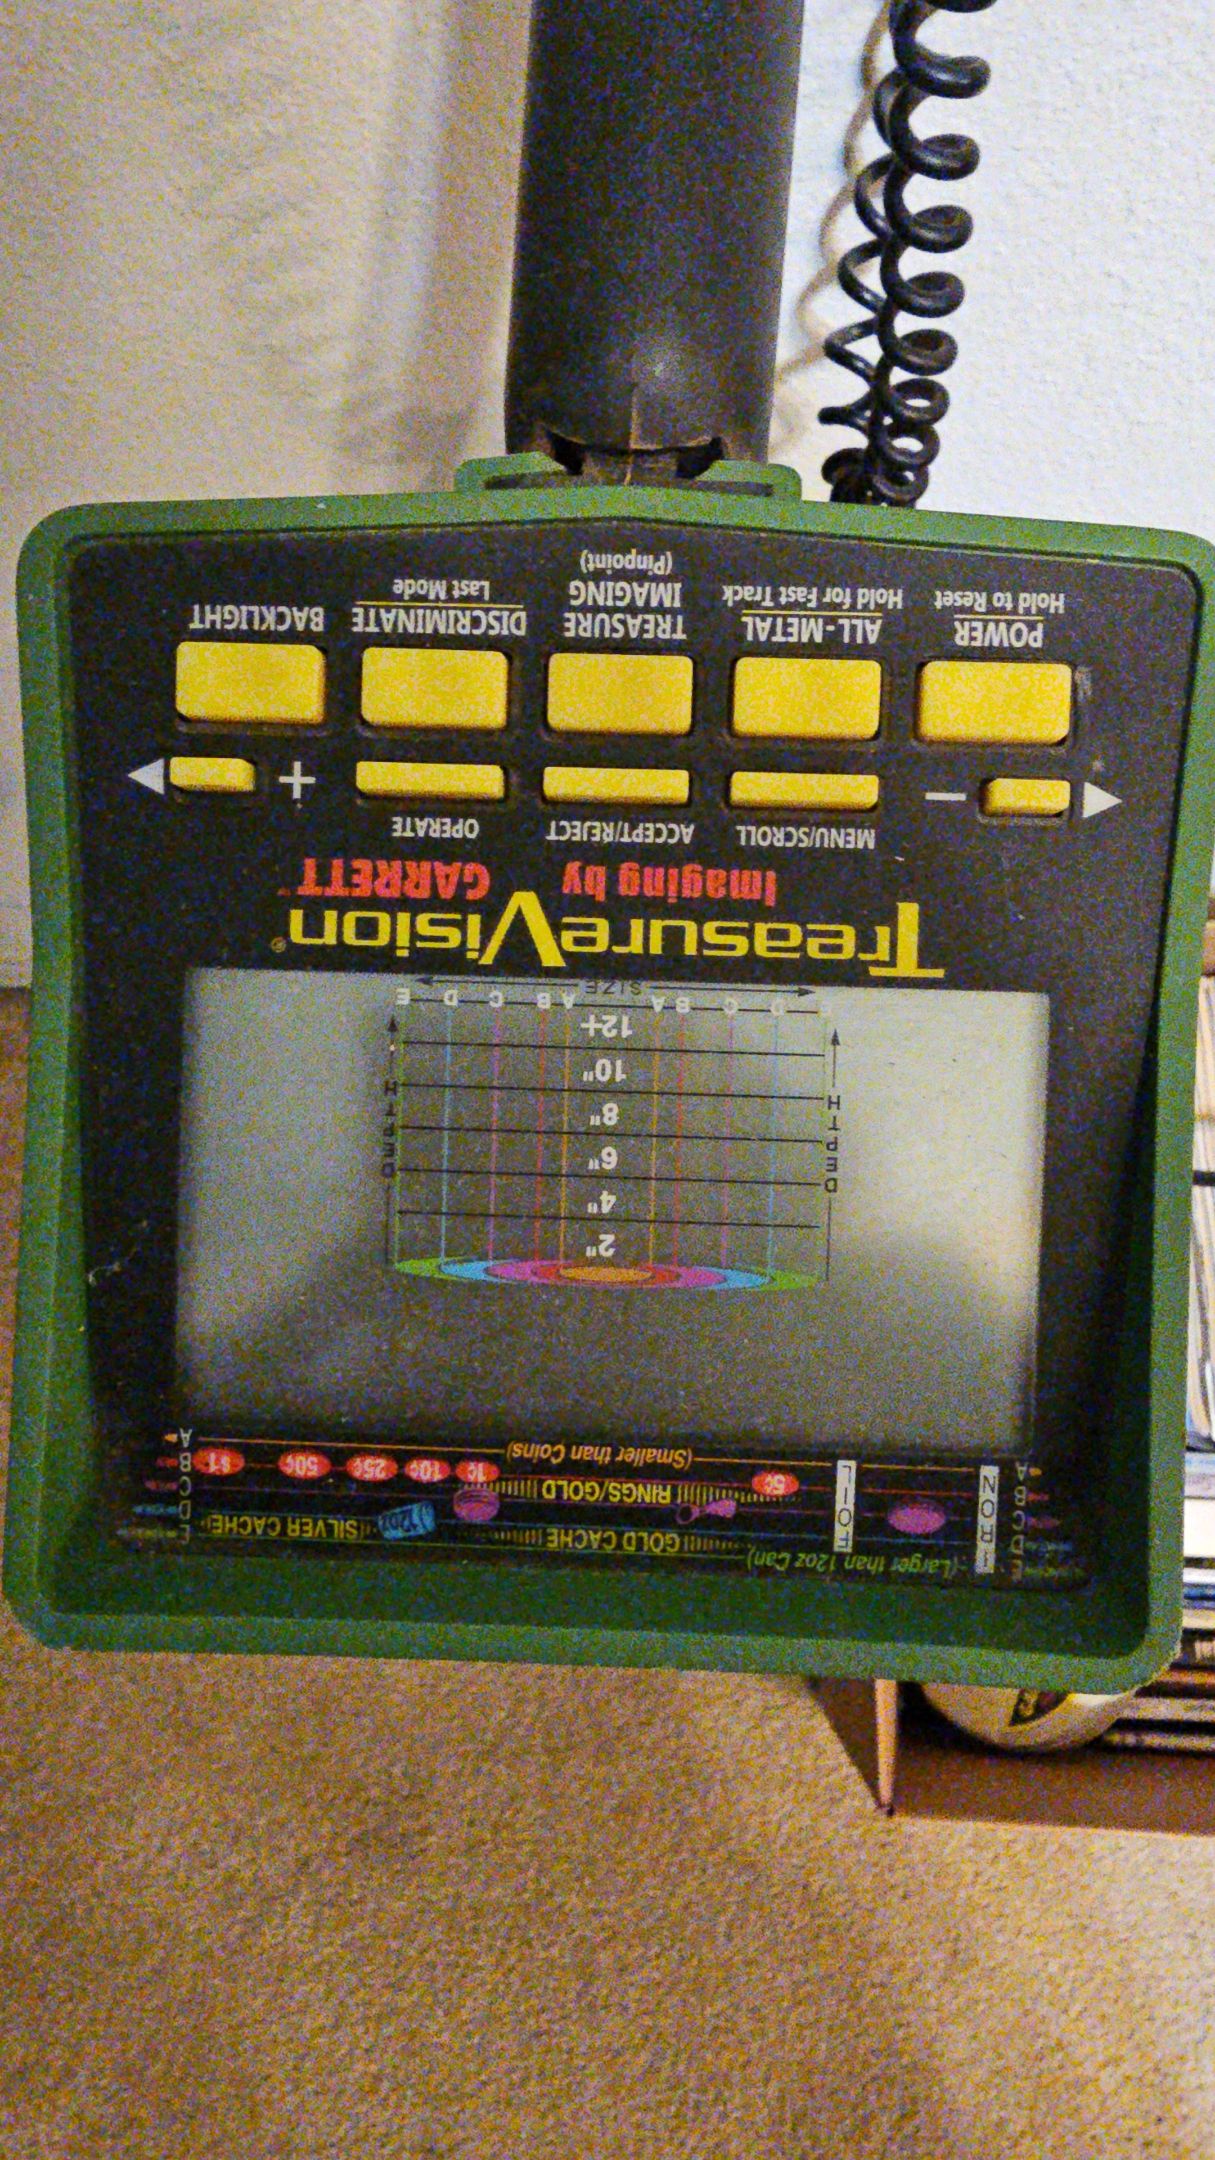 (Larger than 12oz Can)
IRON FOIL GOLD CACHE 12oz SILVER CACHE
RINGS/GOLD
5¢ 1¢ 10¢ 25¢ 50¢ $1
(Smaller than Coins)
A B C D E
A B C D E
2"
4"
6"
8"
10"
12+
DEPTH
DEPTH
D C B A A B C D E
SIZE
TreasureVision®
Imaging by GARRETT™
MENU/SCROLL ACCEPT/REJECT OPERATE
− +
POWER ALL-METAL TREASURE DISCRIMINATE BACKLIGHT
Hold to Reset Hold for Fast Track IMAGING Last Mode
(Pinpoint)